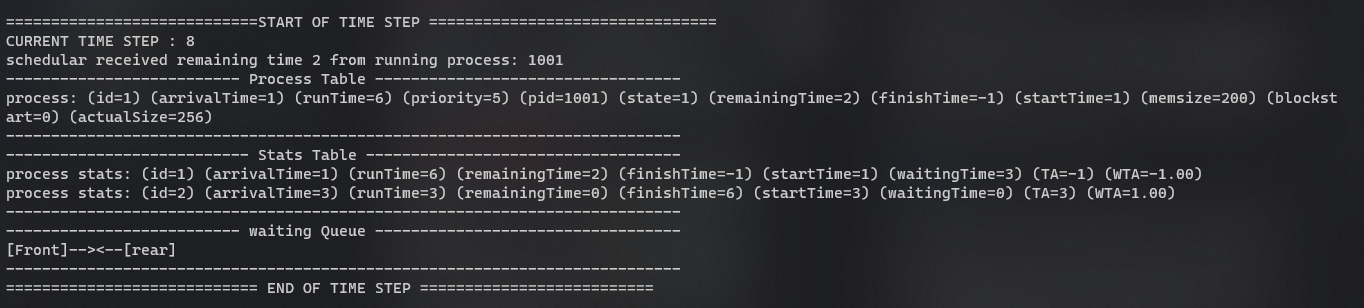 ============================START OF TIME STEP ================================
CURRENT TIME STEP : 8
schedular received remaining time 2 from running process: 1001
-------------------------- Process Table ----------------------------------
process: (id=1) (arrivalTime=1) (runTime=6) (priority=5) (pid=1001) (state=1) (remainingTime=2) (finishTime=-1) (startTime=1) (memsize=200) (blockst
art=0) (actualSize=256)
---------------------------------------------------------------------------
--------------------------- Stats Table -----------------------------------
process stats: (id=1) (arrivalTime=1) (runTime=6) (remainingTime=2) (finishTime=-1) (startTime=1) (waitingTime=3) (TA=-1) (WTA=-1.00)
process stats: (id=2) (arrivalTime=3) (runTime=3) (remainingTime=0) (finishTime=6) (startTime=3) (waitingTime=0) (TA=3) (WTA=1.00)
---------------------------------------------------------------------------
-------------------------- waiting Queue ----------------------------------
[Front]--><--[rear]
---------------------------------------------------------------------------
============================ END OF TIME STEP ==========================